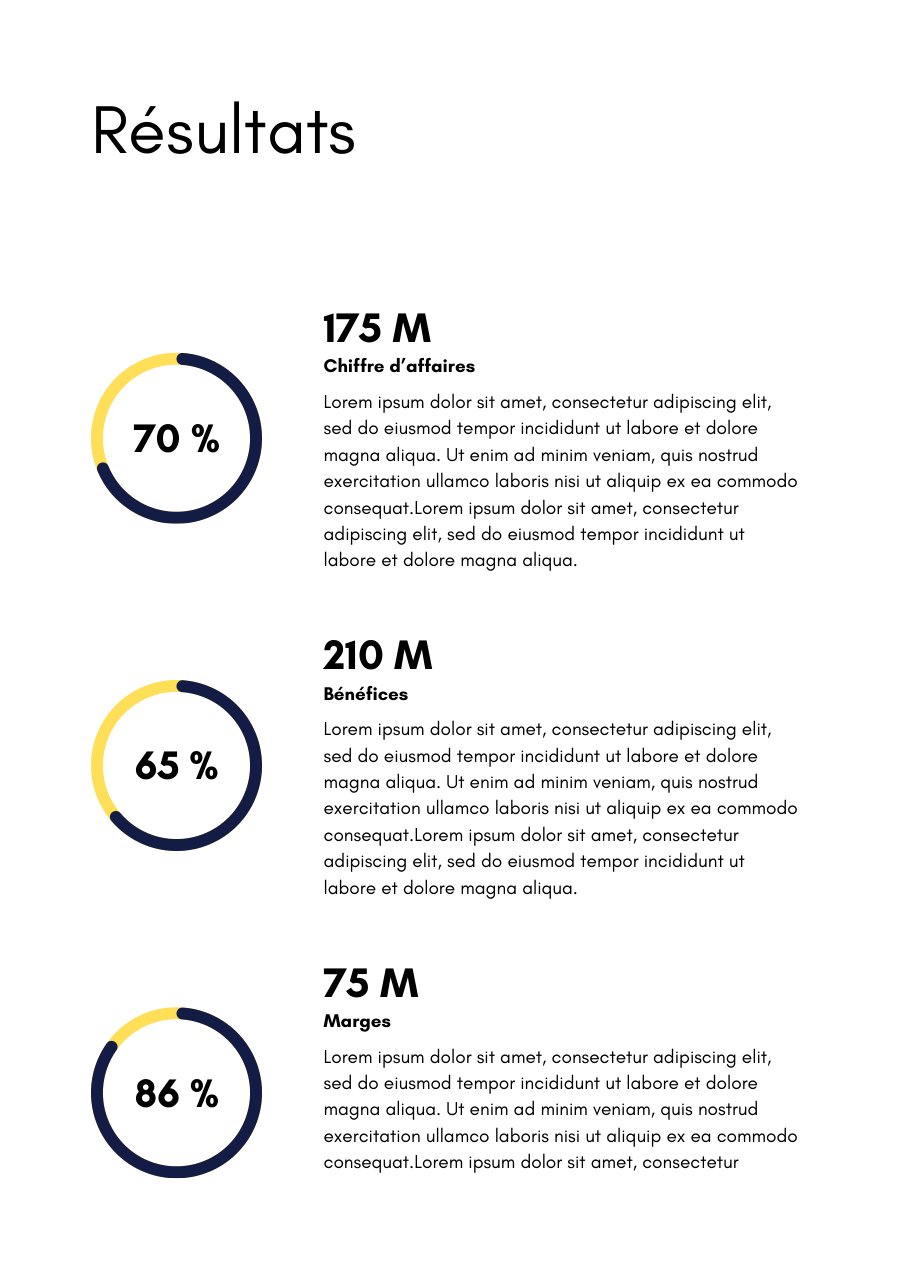 Résultats
175 M
Chiffre d’affaires
70 %
Lorem ipsum dolor sit amet, consectetur adipiscing elit,
sed do eiusmod tempor incididunt ut labore et dolore
magna aliqua. Ut enim ad minim veniam, quis nostrud
exercitation ullamco laboris nisi ut aliquip ex ea commodo
consequat.Lorem ipsum dolor sit amet, consectetur
adipiscing elit, sed do eiusmod tempor incididunt ut
labore et dolore magna aliqua.
210 M
Bénéfices
65 %
Lorem ipsum dolor sit amet, consectetur adipiscing elit,
sed do eiusmod tempor incididunt ut labore et dolore
magna aliqua. Ut enim ad minim veniam, quis nostrud
exercitation ullamco laboris nisi ut aliquip ex ea commodo
consequat.Lorem ipsum dolor sit amet, consectetur
adipiscing elit, sed do eiusmod tempor incididunt ut
labore et dolore magna aliqua.
75 M
Marges
86 %
Lorem ipsum dolor sit amet, consectetur adipiscing elit,
sed do eiusmod tempor incididunt ut labore et dolore
magna aliqua. Ut enim ad minim veniam, quis nostrud
exercitation ullamco laboris nisi ut aliquip ex ea commodo
consequat.Lorem ipsum dolor sit amet, consectetur